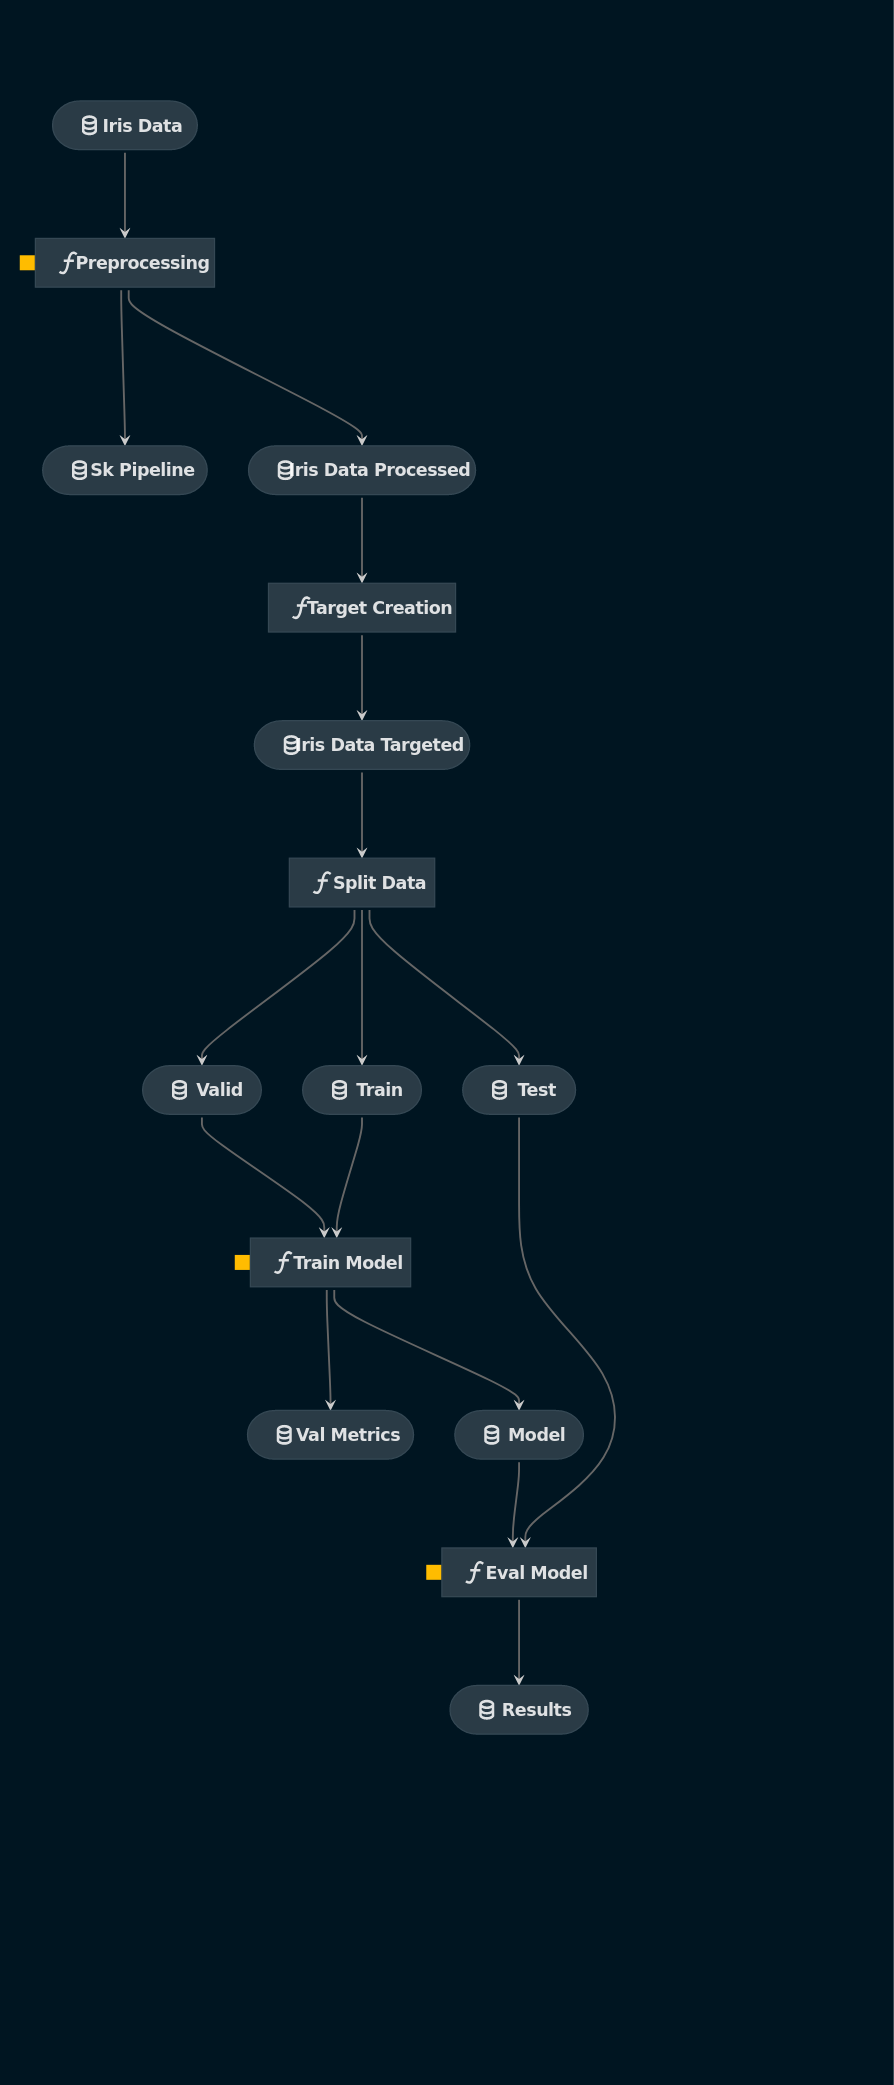 Iris Data
Preprocessing
Sk Pipeline
Iris Data Processed
Target Creation
Iris Data Targeted
Split Data
Valid
Train
Test
Train Model
Val Metrics
Model
Eval Model
Results